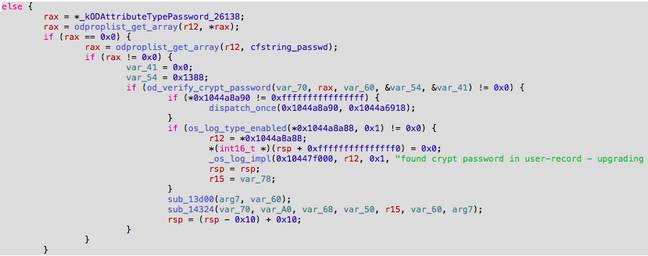 else {
rax = *_kODAttributeTypePassword_26138;
rax = odproplist_get_array(r12, *rax);
if (rax == 0x0) {
rax = odproplist_get_array(r12, cfstring_passwd);
if (rax != 0x0) {
var_41 = 0x0;
var_54 = 0x1388;
if (od_verify_crypt_password(var_70, rax, var_60, &var_54, &var_41) != 0x0) {
if (*0x1044a8a90 != 0xffffffffffffffff) {
dispatch_once(0x1044a8a90, 0x1044a6918);
}
if (os_log_type_enabled(*0x1044a8a88, 0x1) != 0x0) {
r12 = *0x1044a8a88;
*(int16_t *)(rsp + 0xfffffffffffffff0) = 0x0;
_os_log_impl(0x10447f000, r12, 0x1, "found crypt password in user-record - upgrading
rsp = rsp;
r15 = var_78;
}
sub_13d00(arg7, var_60);
sub_14324(var_70, var_A0, var_68, var_50, r15, var_60, arg7);
rsp = (rsp - 0x10) + 0x10;
}
}
}